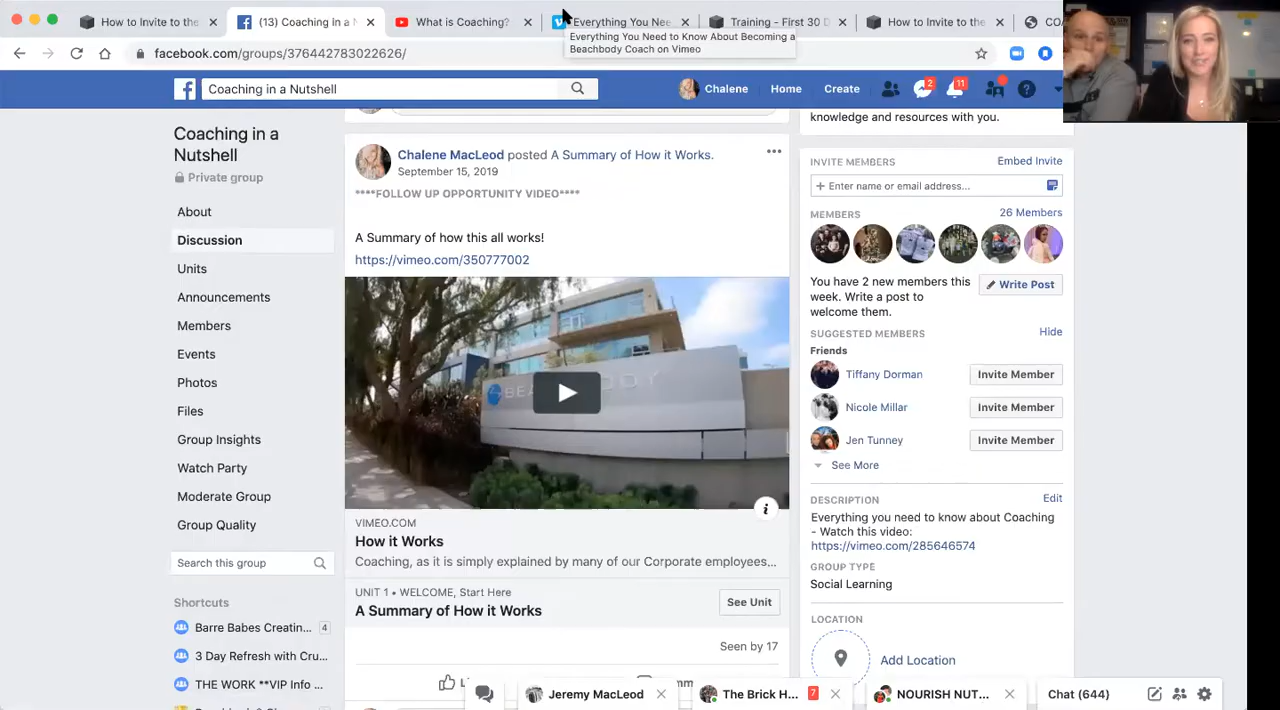 How to Invite to the
(13) Coaching in a N
What is Coaching?
Everything You Nee
Training - First 30 D
How to Invite to the
Everything You Need to Know About Becoming a
Beachbody Coach on Vimeo
facebook.com/groups/376442783022626/
Coaching in a Nutshell
Chalene
Home
Create
2
11
Coaching in a
Nutshell
Private group
About
Discussion
Units
Announcements
Members
Events
Photos
Files
Group Insights
Watch Party
Moderate Group
Group Quality
Search this group
Shortcuts
Barre Babes Creatin... 4
3 Day Refresh with Cru...
THE WORK **VIP Info ...
Chalene MacLeod posted A Summary of How it Works.
September 15, 2019
****FOLLOW UP OPPORTUNITY VIDEO****
A Summary of how this all works!
https://vimeo.com/350777002
VIMEO.COM
How it Works
Coaching, as it is simply explained by many of our Corporate employees...
UNIT 1 • WELCOME, Start Here
A Summary of How it Works
See Unit
Seen by 17
knowledge and resources with you.
INVITE MEMBERS
Embed Invite
+ Enter name or email address...
MEMBERS
26 Members
You have 2 new members this
week. Write a post to
welcome them.
Write Post
SUGGESTED MEMBERS
Hide
Friends
Tiffany Dorman
Invite Member
Nicole Millar
Invite Member
Jen Tunney
Invite Member
See More
DESCRIPTION
Edit
Everything you need to know about Coaching
- Watch this video:
https://vimeo.com/285646574
GROUP TYPE
Social Learning
LOCATION
Add Location
Jeremy MacLeod
The Brick H... 7
NOURISH NUT...
Chat (644)